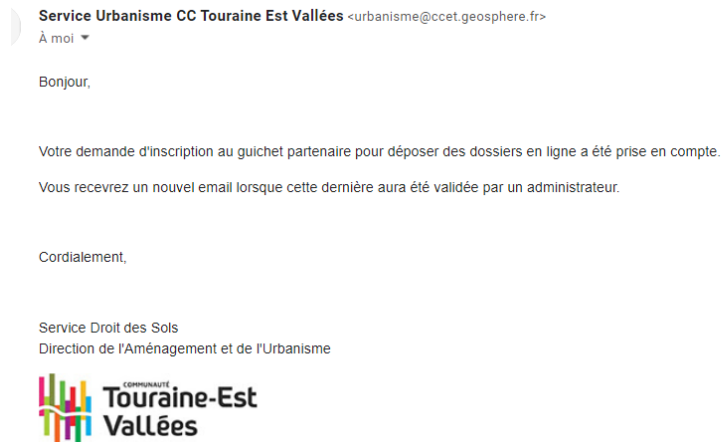 Service Urbanisme CC Touraine Est Vallées <urbanisme@ccet.geosphere.fr>
À moi
Bonjour,
Votre demande d'inscription au guichet partenaire pour déposer des dossiers en ligne a été prise en compte.
Vous recevrez un nouvel email lorsque cette dernière aura été validée par un administrateur.
Cordialement,
Service Droit des Sols
Direction de l'Aménagement et de l'Urbanisme
COMMUNAUTÉ
Touraine-Est
Vallées